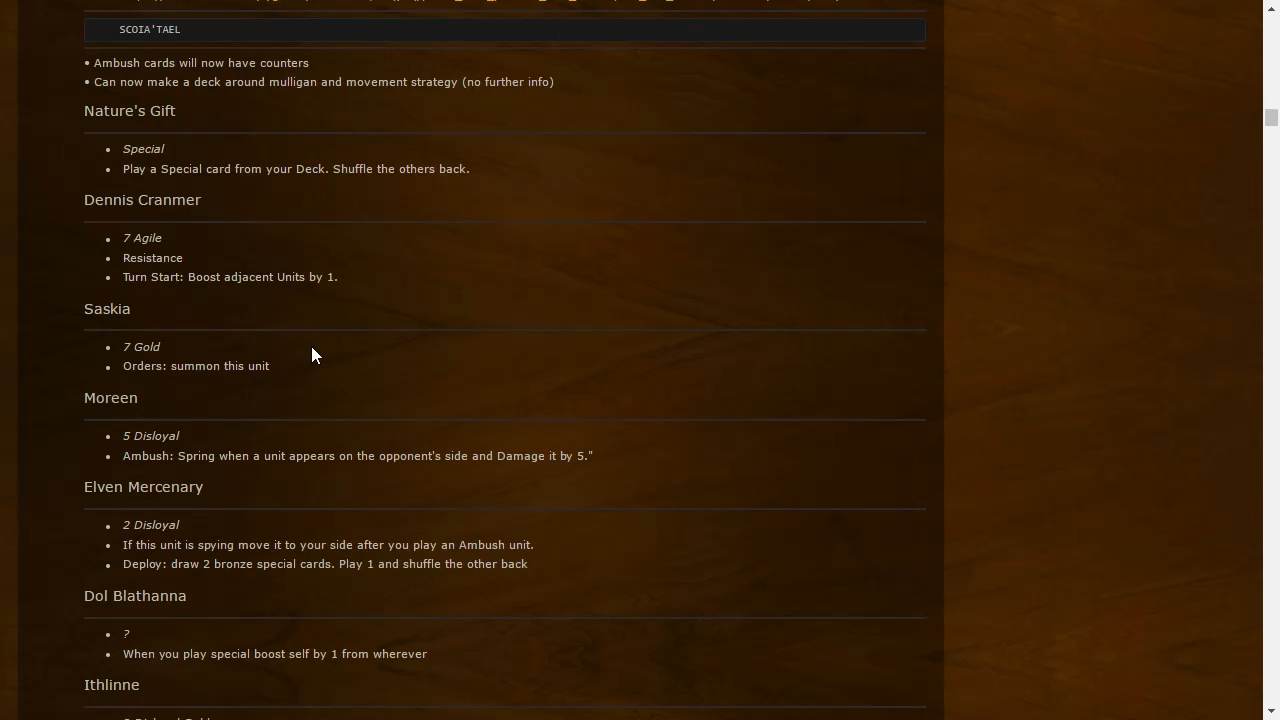 SCOIA'TAEL
• Ambush cards will now have counters
• Can now make a deck around mulligan and movement strategy (no further info)
Nature's Gift
• Special
• Play a Special card from your Deck. Shuffle the others back.
Dennis Cranmer
• 7 Agile
• Resistance
• Turn Start: Boost adjacent Units by 1.
Saskia
• 7 Gold
• Orders: summon this unit
Moreen
• 5 Disloyal
• Ambush: Spring when a unit appears on the opponent's side and Damage it by 5."
Elven Mercenary
• 2 Disloyal
• If this unit is spying move it to your side after you play an Ambush unit.
• Deploy: draw 2 bronze special cards. Play 1 and shuffle the other back
Dol Blathanna
• ?
• When you play special boost self by 1 from wherever
Ithlinne